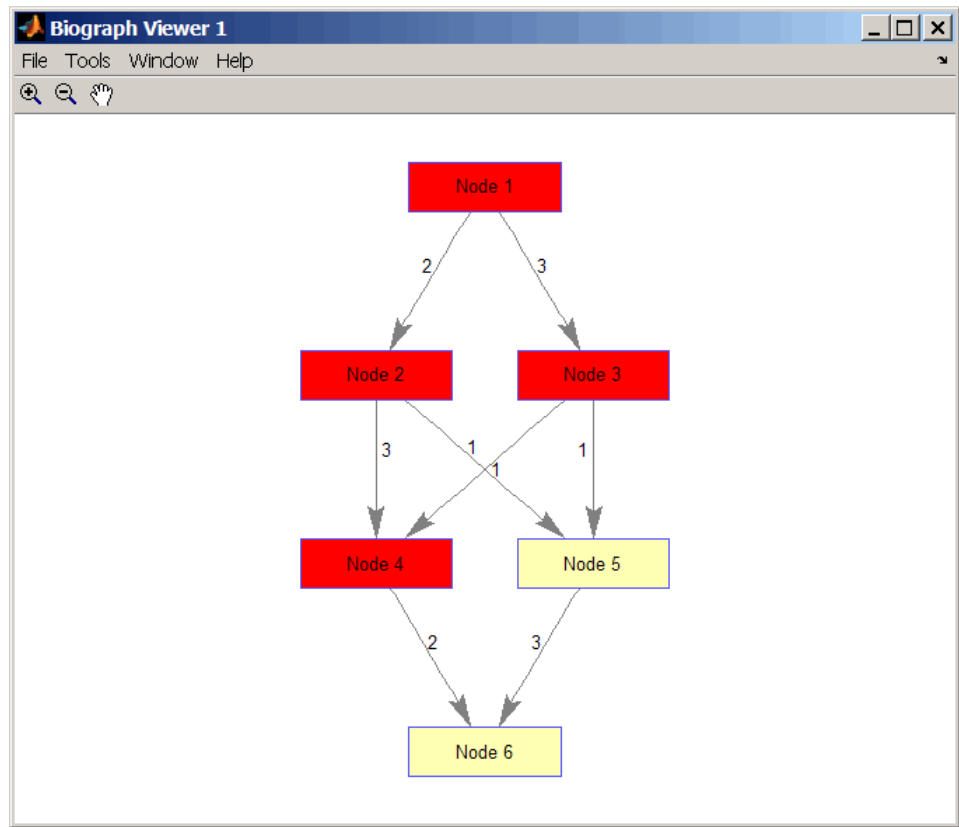 Biograph Viewer 1
File Tools Window Help
Node 1
2 3
Node 2 Node 3
3 1 1 1
Node 4 Node 5
2 3
Node 6